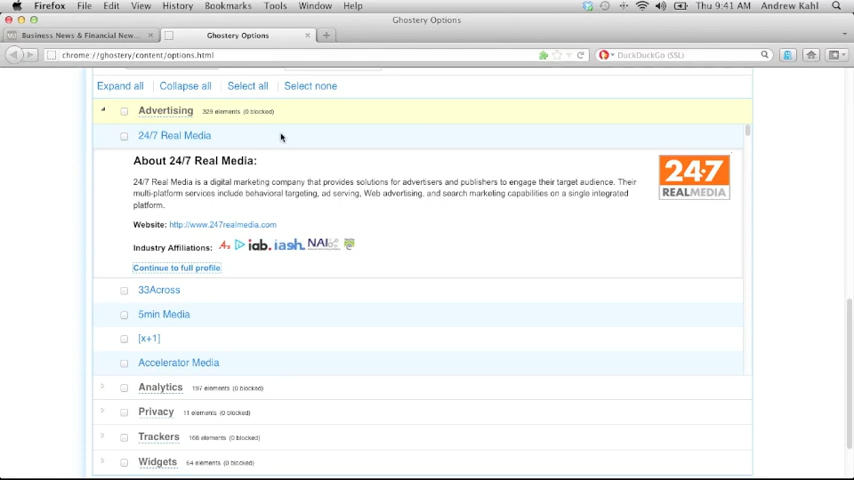 Firefox File Edit View History Bookmarks Tools Window Help Thu 9:41 AM Andrew Kahl
Ghostery Options
Business News & Financial New... Ghostery Options
chrome://ghostery/content/options.html DuckDuckGo (SSL)
Expand all Collapse all Select all Select none
Advertising 329 elements (0 blocked)
24/7 Real Media
About 24/7 Real Media:
24/7 Real Media is a digital marketing company that provides solutions for advertisers and publishers to engage their target audience. Their
multi-platform services include behavioral targeting, ad serving, Web advertising, and search marketing capabilities on a single integrated
platform.
24·7
REALMEDIA
Website: http://www.247realmedia.com
Industry Affiliations: iab. iash. NAI
Continue to full profile
33Across
5min Media
[x+1]
Accelerator Media
Analytics 197 elements (0 blocked)
Privacy 11 elements (0 blocked)
Trackers 166 elements (0 blocked)
Widgets 64 elements (0 blocked)